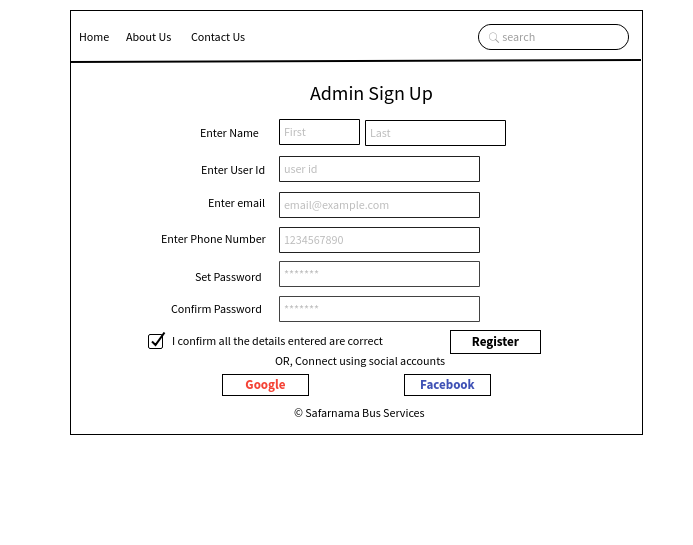 Home About Us Contact Us search
Admin Sign Up
Enter Name First Last
Enter User Id user id
Enter email email@example.com
Enter Phone Number 1234567890
Set Password *******
Confirm Password *******
I confirm all the details entered are correct Register
OR, Connect using social accounts
Google Facebook
© Safarnama Bus Services